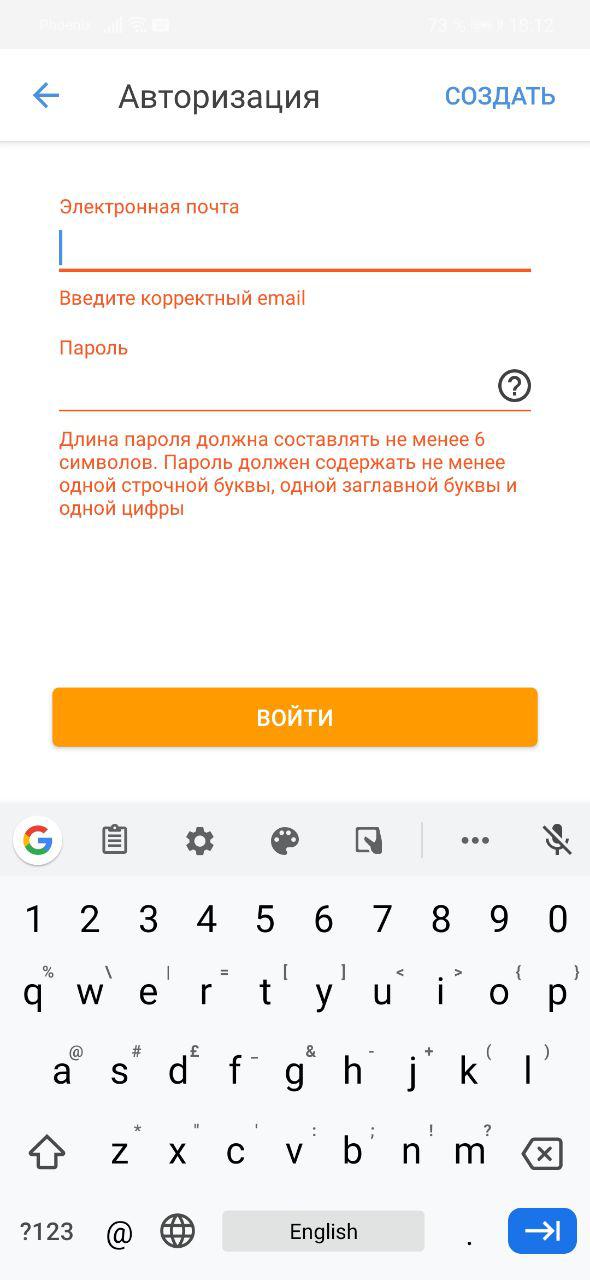 Phoenix 73 % 18:12
Авторизация СОЗДАТЬ
Электронная почта
Введите корректный email
Пароль
Длина пароля должна составлять не менее 6
символов. Пароль должен содержать не менее
одной строчной буквы, одной заглавной буквы и
одной цифры
ВОЙТИ
1 2 3 4 5 6 7 8 9 0
% \ | = [ ] < > { }
q w e r t y u i o p
@ # £ _ & - + ( )
a s d f g h j k l
* " ' : ; ! ?
z x c v b n m
?123 @ English .